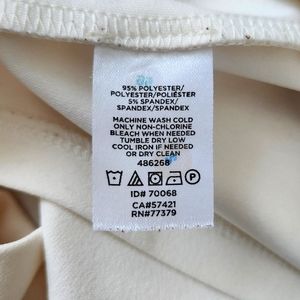 95% POLYESTER/
POLYESTER/POLIÉSTER
5% SPANDEX/
SPANDEX/SPANDEX
MACHINE WASH COLD
ONLY NON-CHLORINE
BLEACH WHEN NEEDED
TUMBLE DRY LOW
COOL IRON IF NEEDED
OR DRY CLEAN
486268
ID# 70068
CA#57421
RN#77379